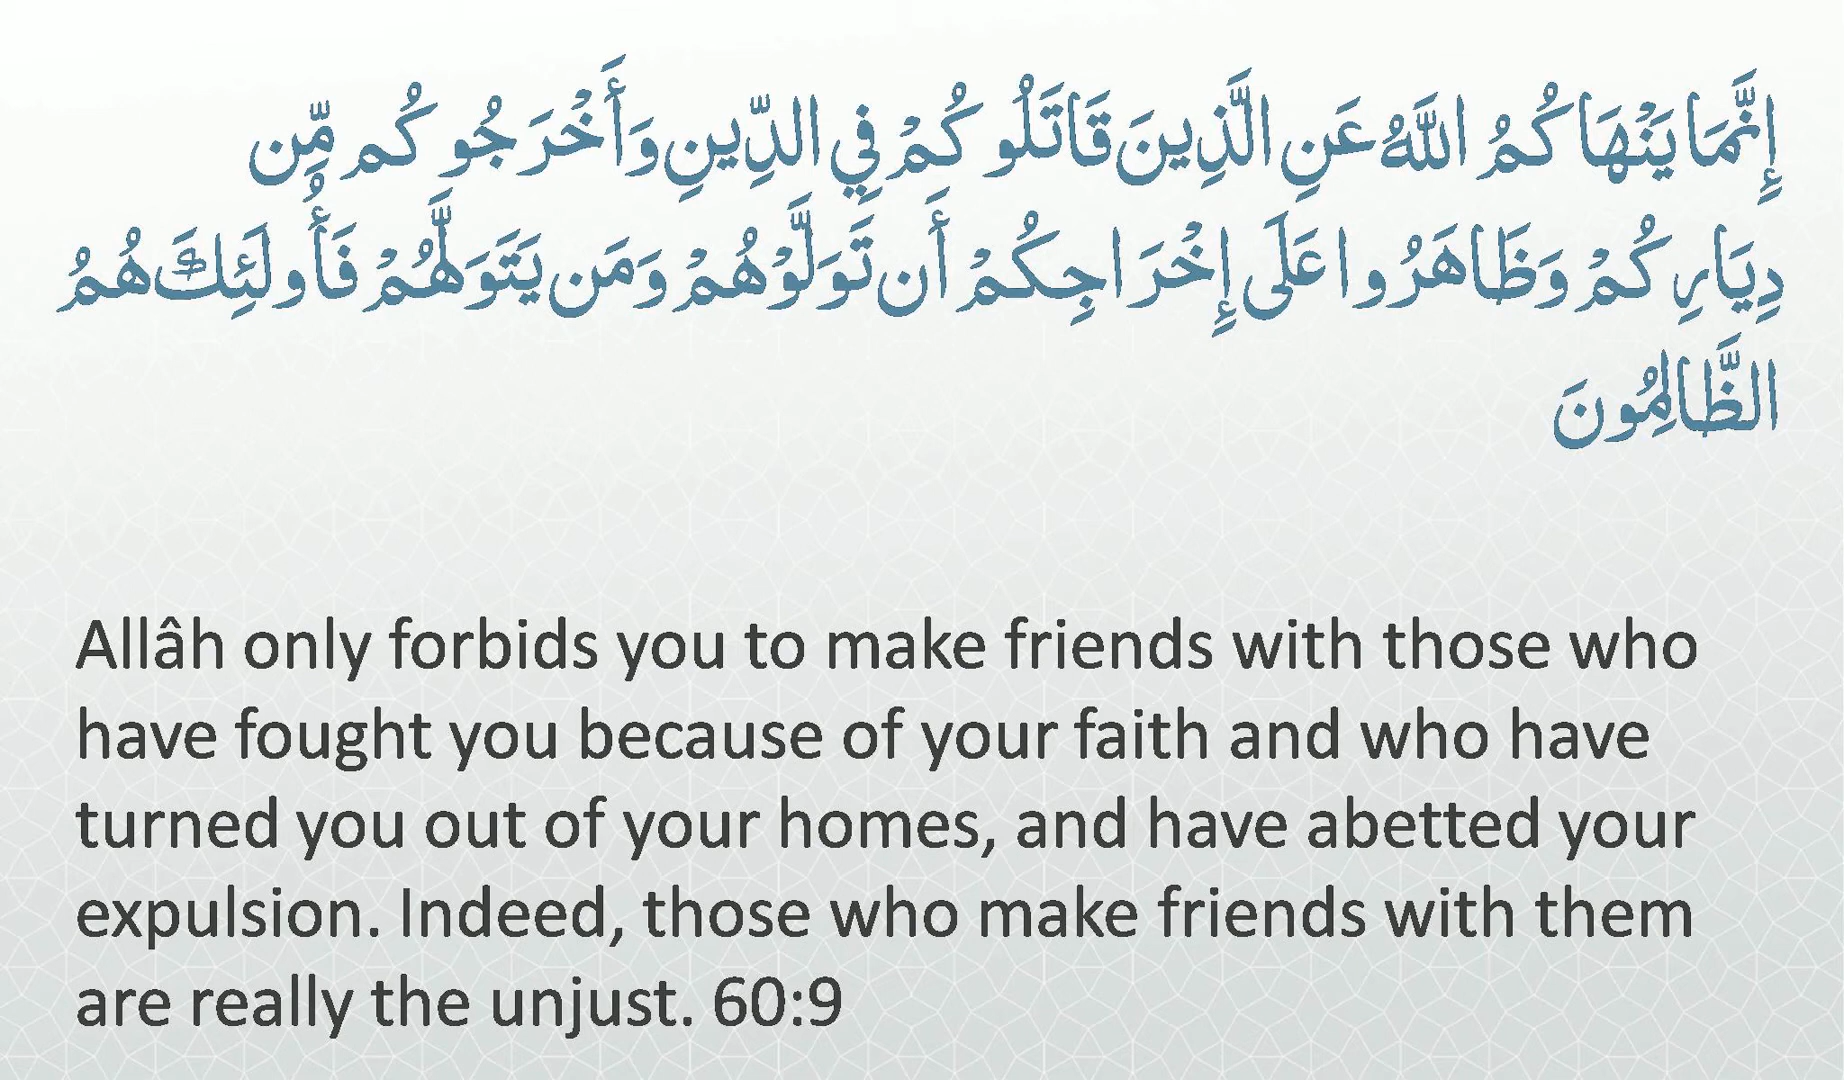 إِنَّمَا يَنْهَاكُمُ اللَّهُ عَنِ الَّذِينَ قَاتَلُوكُمْ فِي الدِّينِ وَأَخْرَجُوكُم مِّن
دِيَارِكُمْ وَظَاهَرُوا عَلَى إِخْرَاجِكُمْ أَن تَوَلَّوْهُمْ وَمَن يَتَوَلَّهُمْ فَأُولَئِكَ هُمُ
الظَّالِمُونَ
Allâh only forbids you to make friends with those who
have fought you because of your faith and who have
turned you out of your homes, and have abetted your
expulsion. Indeed, those who make friends with them
are really the unjust. 60:9